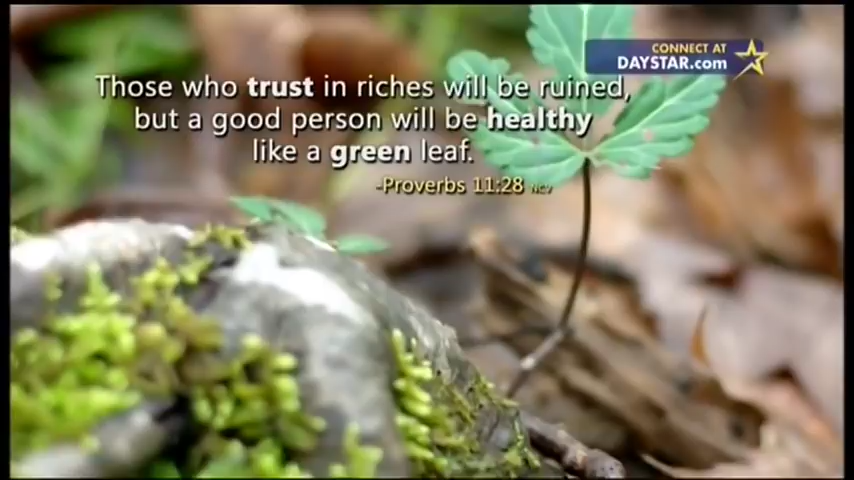 CONNECT AT
DAYSTAR.com
Those who trust in riches will be ruined,
but a good person will be healthy
like a green leaf.
-Proverbs 11:28 NCV